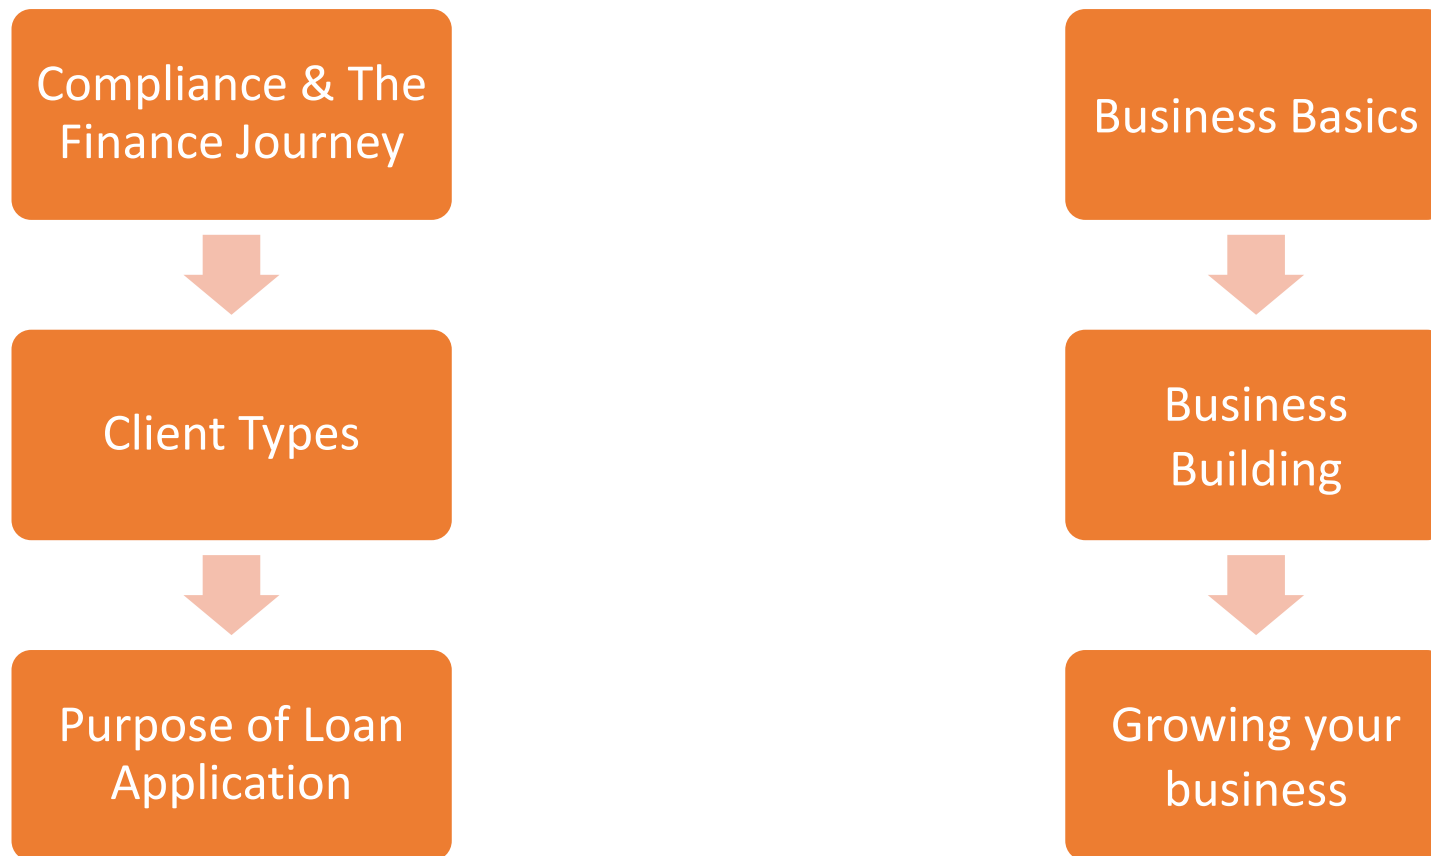 Compliance & The
Finance Journey
Client Types
Purpose of Loan
Application
Business Basics
Business
Building
Growing your
business